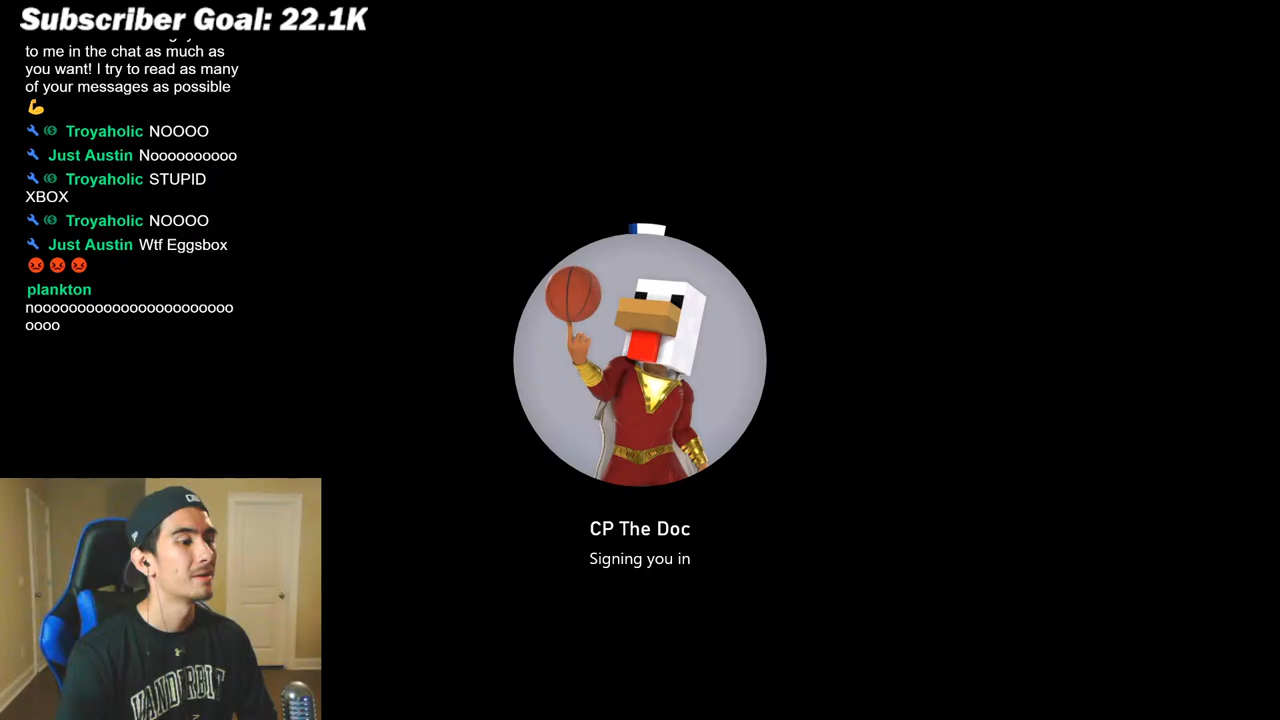 Subscriber Goal: 22.1K
to me in the chat as much as
you want! I try to read as many
of your messages as possible
💪
Troyaholic NOOOO
Just Austin Noooooooooo
Troyaholic STUPID
XBOX
Troyaholic NOOOO
Just Austin Wtf Eggsbox
😡 😡 😡
plankton
nooooooooooooooooooooooo
oooo
CP The Doc
Signing you in